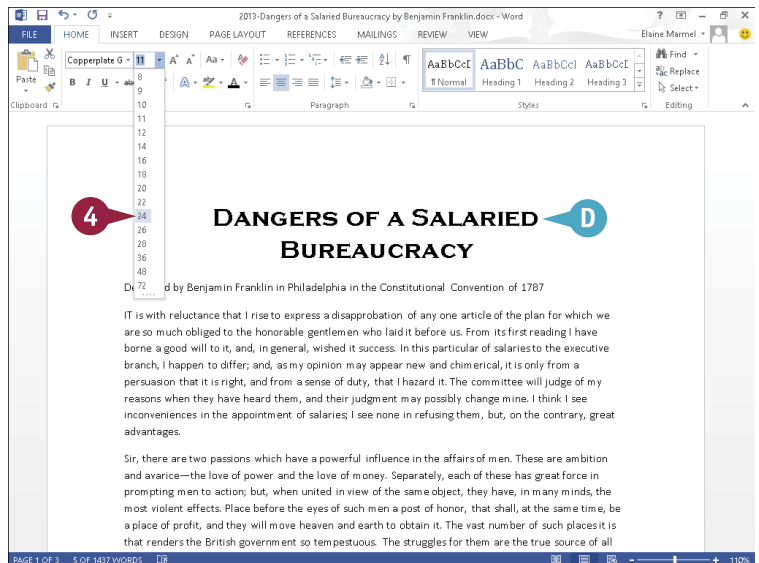 2013-Dangers of a Salaried Bureaucracy by Benjamin Franklin.docx - Word
FILE HOME INSERT DESIGN PAGE LAYOUT REFERENCES MAILINGS REVIEW VIEW Elaine Marmel
Copperplate G 11 A A Aa
Paste
B I U abc A A
AaBbCcI AaBbC AaBbCcI AaBbCcI
¶ Normal Heading 1 Heading 2 Heading 3
Find
Replace
Select
Clipboard Paragraph Styles Editing
8
9
10
11
12
14
16
18
20
22
24
26
28
36
48
72
4
D
DANGERS OF A SALARIED
BUREAUCRACY
De d by Benjamin Franklin in Philadelphia in the Constitutional Convention of 1787
IT is with reluctance that I rise to express a disapprobation of any one article of the plan for which we
are so much obliged to the honorable gentlemen who laid it before us. From its first reading I have
borne a good will to it, and, in general, wished it success. In this particular of salaries to the executive
branch, I happen to differ; and, as my opinion may appear new and chimerical, it is only from a
persuasion that it is right, and from a sense of duty, that I hazard it. The committee will judge of my
reasons when they have heard them, and their judgment may possibly change mine. I think I see
inconveniences in the appointment of salaries; I see none in refusing them, but, on the contrary, great
advantages.
Sir, there are two passions which have a powerful influence in the affairs of men. These are ambition
and avarice—the love of power and the love of money. Separately, each of these has great force in
prompting men to action; but, when united in view of the same object, they have, in many minds, the
most violent effects. Place before the eyes of such men a post of honor, that shall, at the same time, be
a place of profit, and they will move heaven and earth to obtain it. The vast number of such places it is
that renders the British government so tempestuous. The struggles for them are the true source of all
PAGE 1 OF 3 5 OF 1437 WORDS 110%